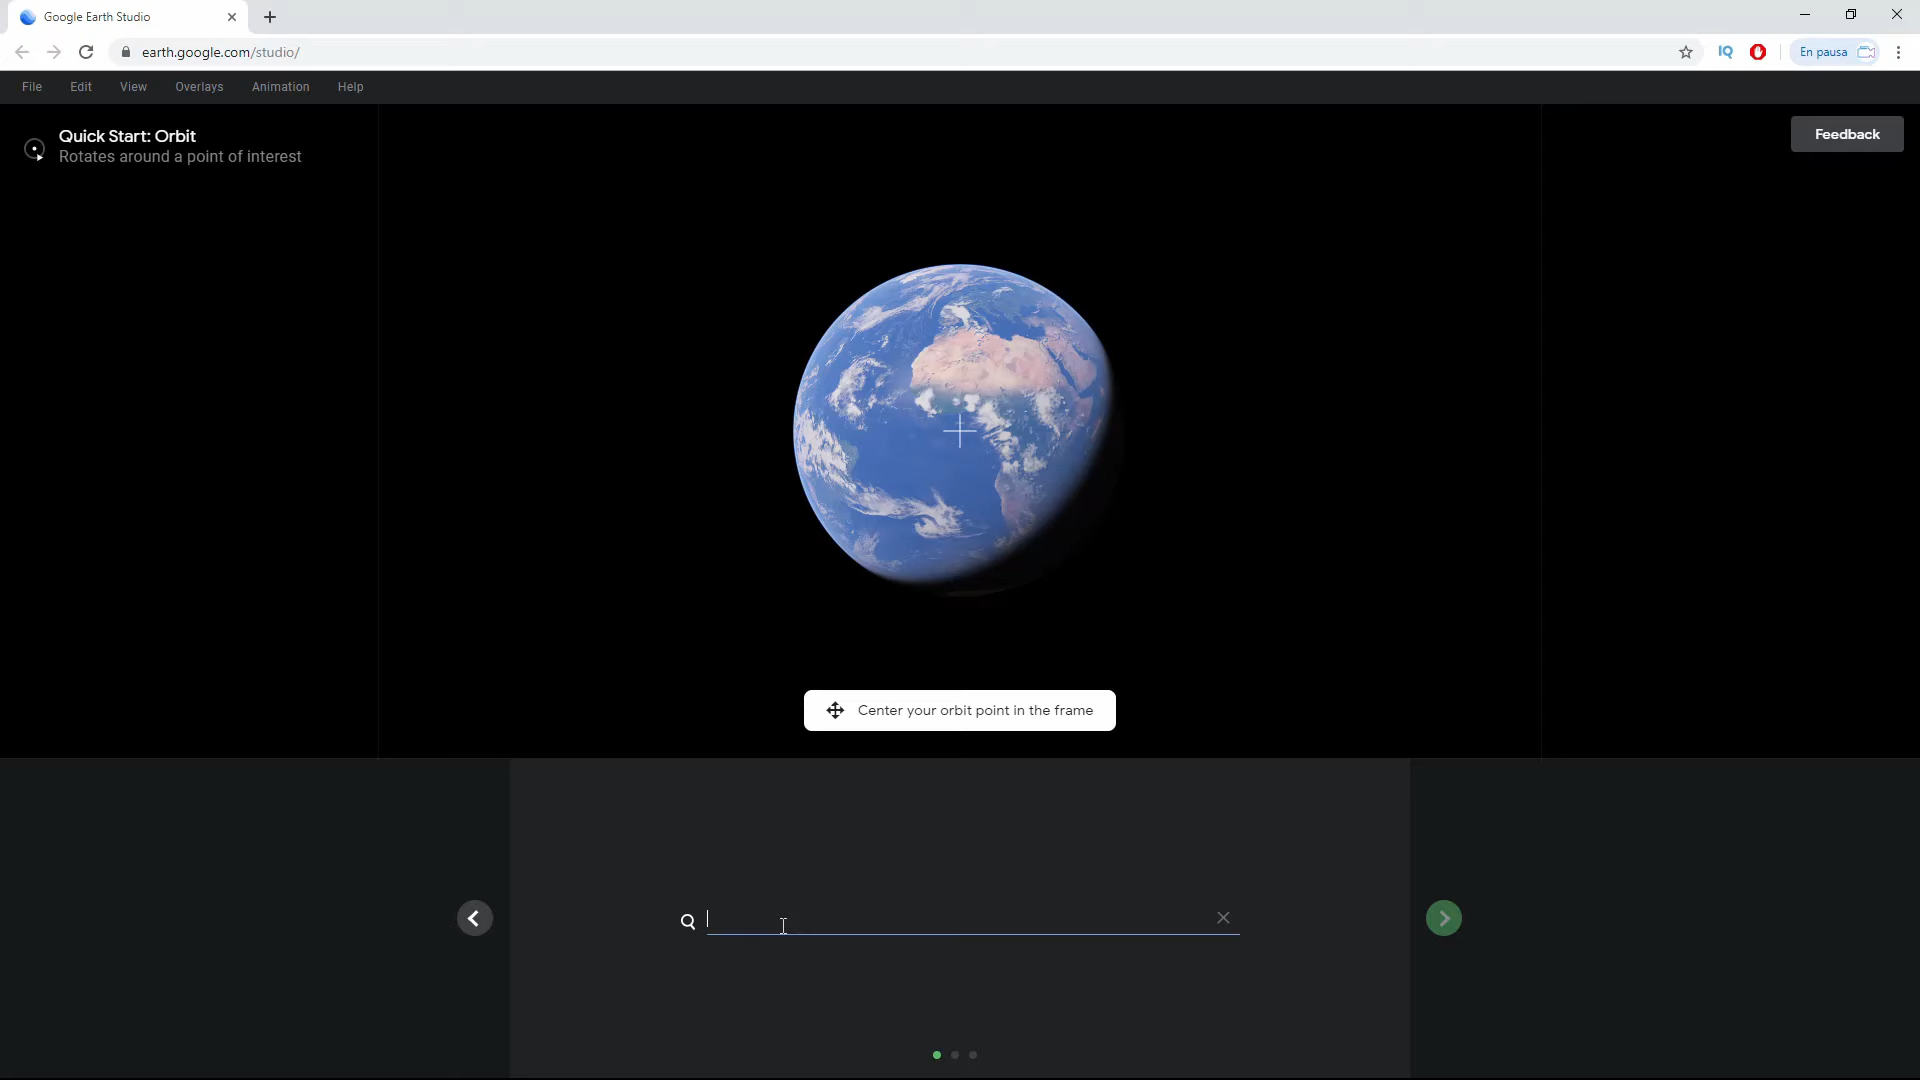 Google Earth Studio
earth.google.com/studio/
IQ
En pausa
File Edit View Overlays Animation Help
Quick Start: Orbit
Rotates around a point of interest
Feedback
Center your orbit point in the frame